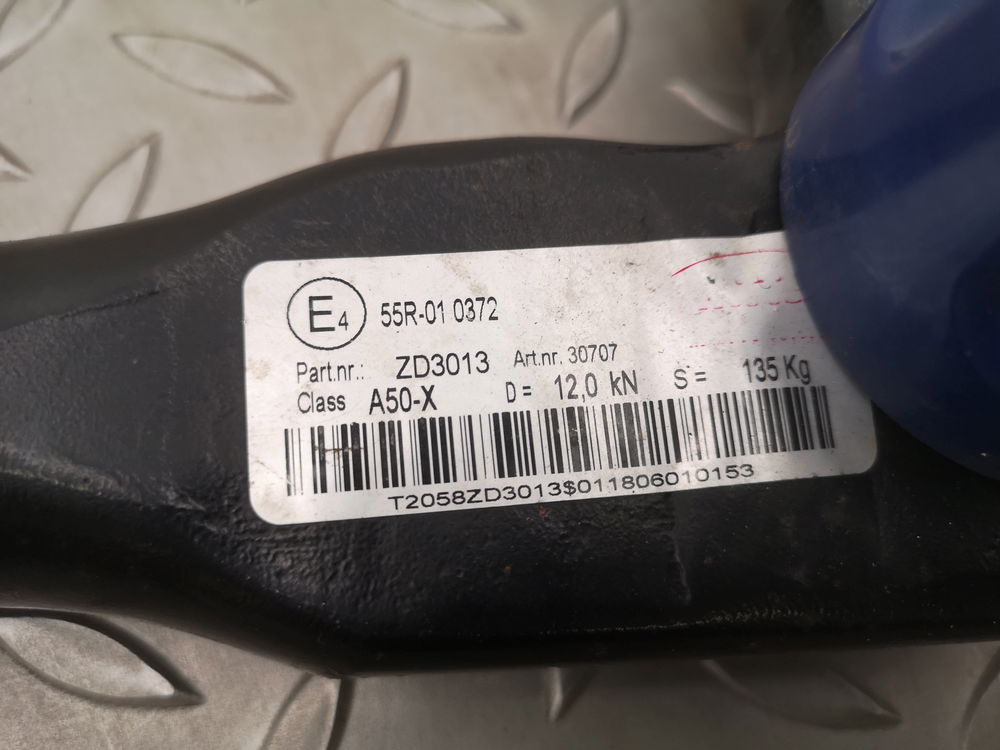 E4 55R-01 0372
Part.nr.: ZD3013 Art.nr. 30707
Class A50-X D = 12,0 kN S = 135 Kg
T2058ZD3013$011806010153